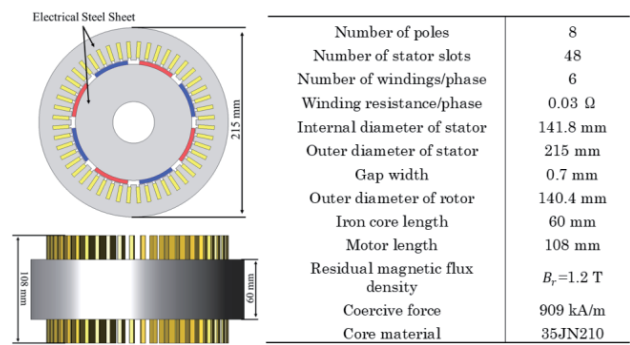 Electrical Steel Sheet
215 mm
108 mm
60 mm
Number of poles 8
Number of stator slots 48
Number of windings/phase 6
Winding resistance/phase 0.03 Ω
Internal diameter of stator 141.8 mm
Outer diameter of stator 215 mm
Gap width 0.7 mm
Outer diameter of rotor 140.4 mm
Iron core length 60 mm
Motor length 108 mm
Residual magnetic flux
density Br=1.2 T
Coercive force 909 kA/m
Core material 35JN210